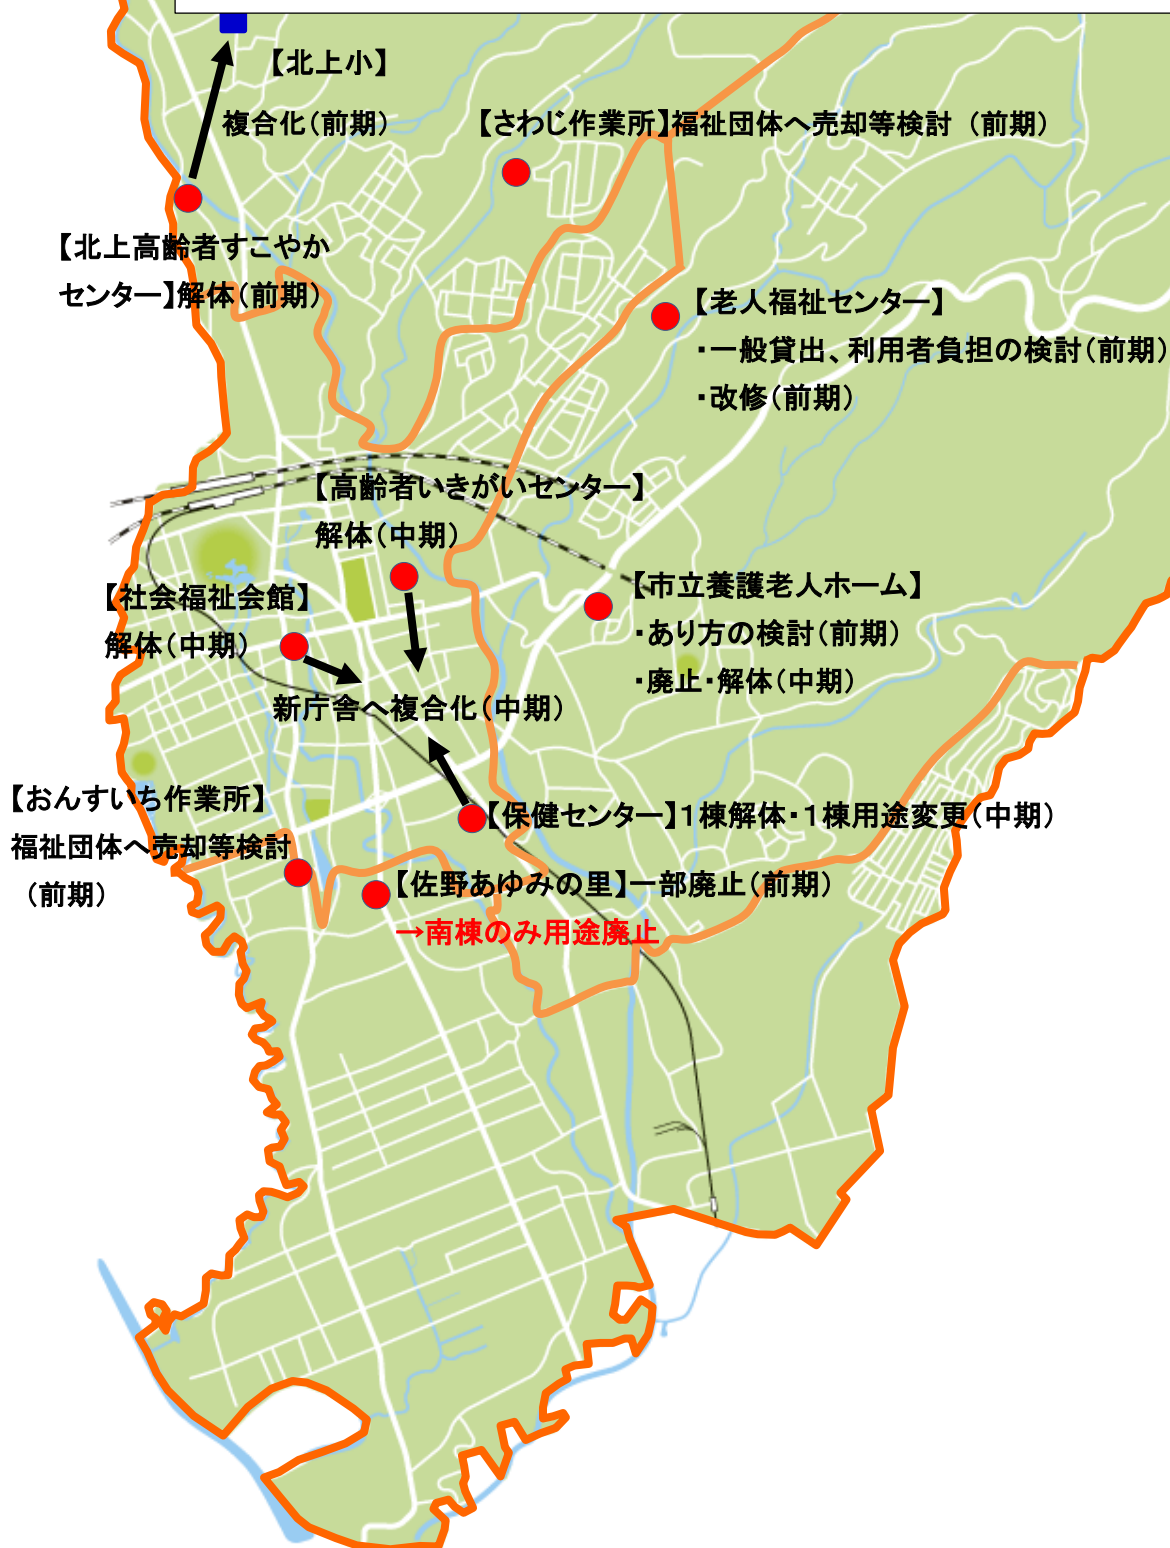 【北上小】
複合化（前期）
【さわじ作業所】福祉団体へ売却等検討 （前期）
【北上高齢者すこやか
センター】解体（前期）
【老人福祉センター】
・一般貸出、利用者負担の検討（前期）
・改修（前期）
【高齢者いきがいセンター】
解体（中期）
【社会福祉会館】
解体（中期）
【市立養護老人ホーム】
・あり方の検討（前期）
・廃止・解体（中期）
新庁舎へ複合化（中期）
【おんすいち作業所】
福祉団体へ売却等検討
（前期）
【保健センター】１棟解体・１棟用途変更（中期）
【佐野あゆみの里】一部廃止（前期）
→南棟のみ用途廃止